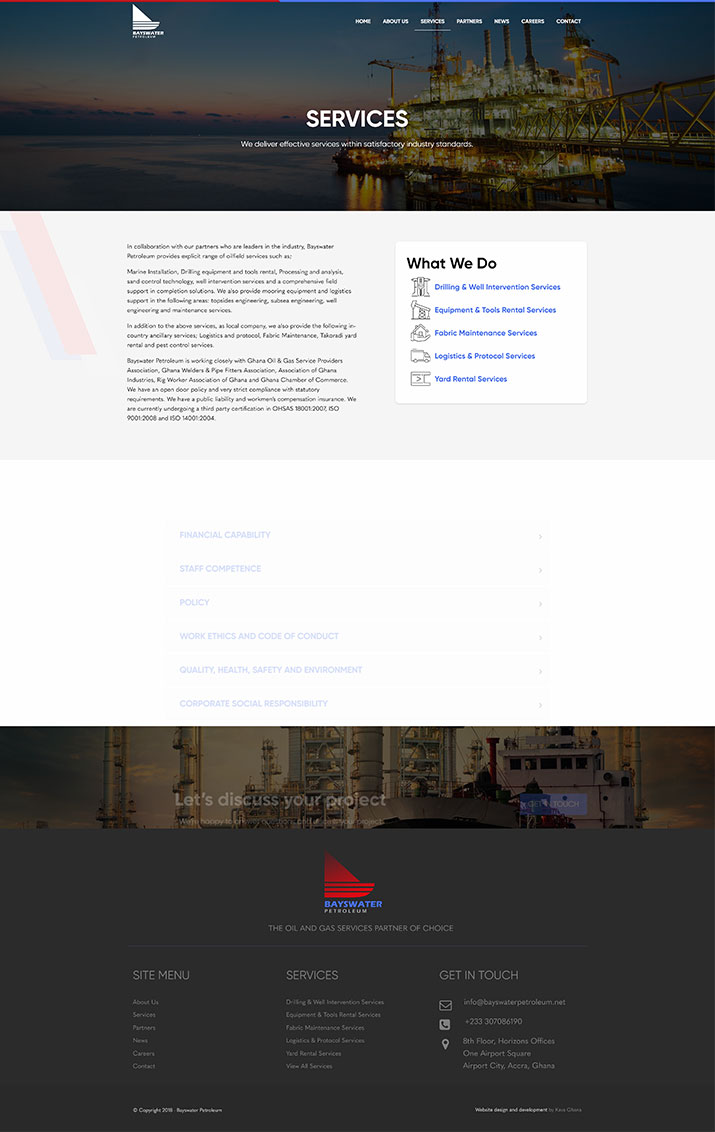 BAYSWATER
PETROLEUM
HOME ABOUT US SERVICES PARTNERS NEWS CAREERS CONTACT
SERVICES
We deliver effective services within satisfactory industry standards.
In collaboration with our partners who are leaders in the industry, Bayswater
Petroleum provides explicit range of oilfield services such as;
Marine Installation, Drilling equipment and tools rental, Processing and analysis,
sand control technology, well intervention services and a comprehensive field
support in completion solutions. We also provide mooring equipment and logistics
support in the following areas: topsides engineering, subsea engineering, well
engineering and maintenance services.
In addition to the above services, as local company, we also provide the following in-
country ancillary services; Logistics and protocol, Fabric Maintenance, Takoradi yard
rental and pest control services.
Bayswater Petroleum is working closely with Ghana Oil & Gas Service Providers
Association, Ghana Welders & Pipe Fitters Association, Association of Ghana
Industries, Rig Worker Association of Ghana and Ghana Chamber of Commerce.
We have an open door policy and very strict compliance with statutory
requirements. We have a public liability and workmen's compensation insurance. We
are currently undergoing a third party certification in OHSAS 18001:2007, ISO
9001:2008 and ISO 14001:2004.
What We Do
Drilling & Well Intervention Services
Equipment & Tools Rental Services
Fabric Maintenance Services
Logistics & Protocol Services
Yard Rental Services
FINANCIAL CAPABILITY
STAFF COMPETENCE
POLICY
WORK ETHICS AND CODE OF CONDUCT
QUALITY, HEALTH, SAFETY AND ENVIRONMENT
CORPORATE SOCIAL RESPONSIBILITY
Let's discuss your project
GET IN TOUCH
BAYSWATER
PETROLEUM
THE OIL AND GAS SERVICES PARTNER OF CHOICE
SITE MENU
About Us
Services
Partners
News
Careers
Contact
SERVICES
Drilling & Well Intervention Services
Equipment & Tools Rental Services
Fabric Maintenance Services
Logistics & Protocol Services
Yard Rental Services
View All Services
GET IN TOUCH
info@bayswaterpetroleum.net
+233 307086190
8th Floor, Horizons Offices
One Airport Square
Airport City, Accra, Ghana
© Copyright 2018 · Bayswater Petroleum
Website design and development by